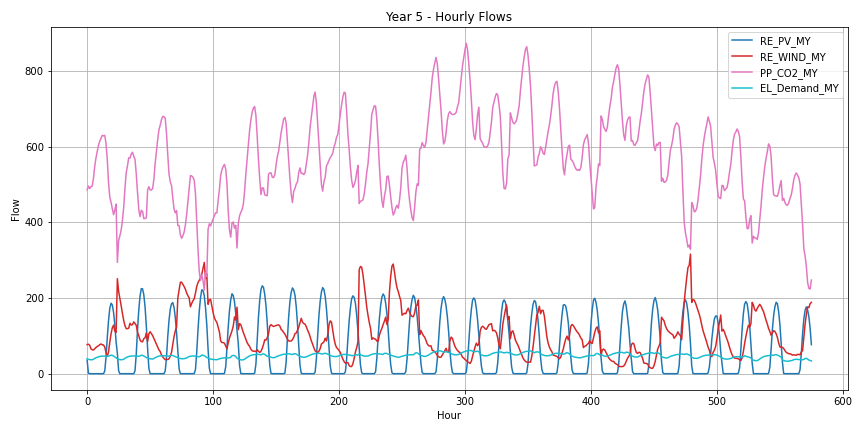 Year 5 - Hourly Flows
RE_PV_MY
RE_WIND_MY
PP_CO2_MY
EL_Demand_MY
Flow
800
600
400
200
0
0 100 200 300 400 500 600
Hour